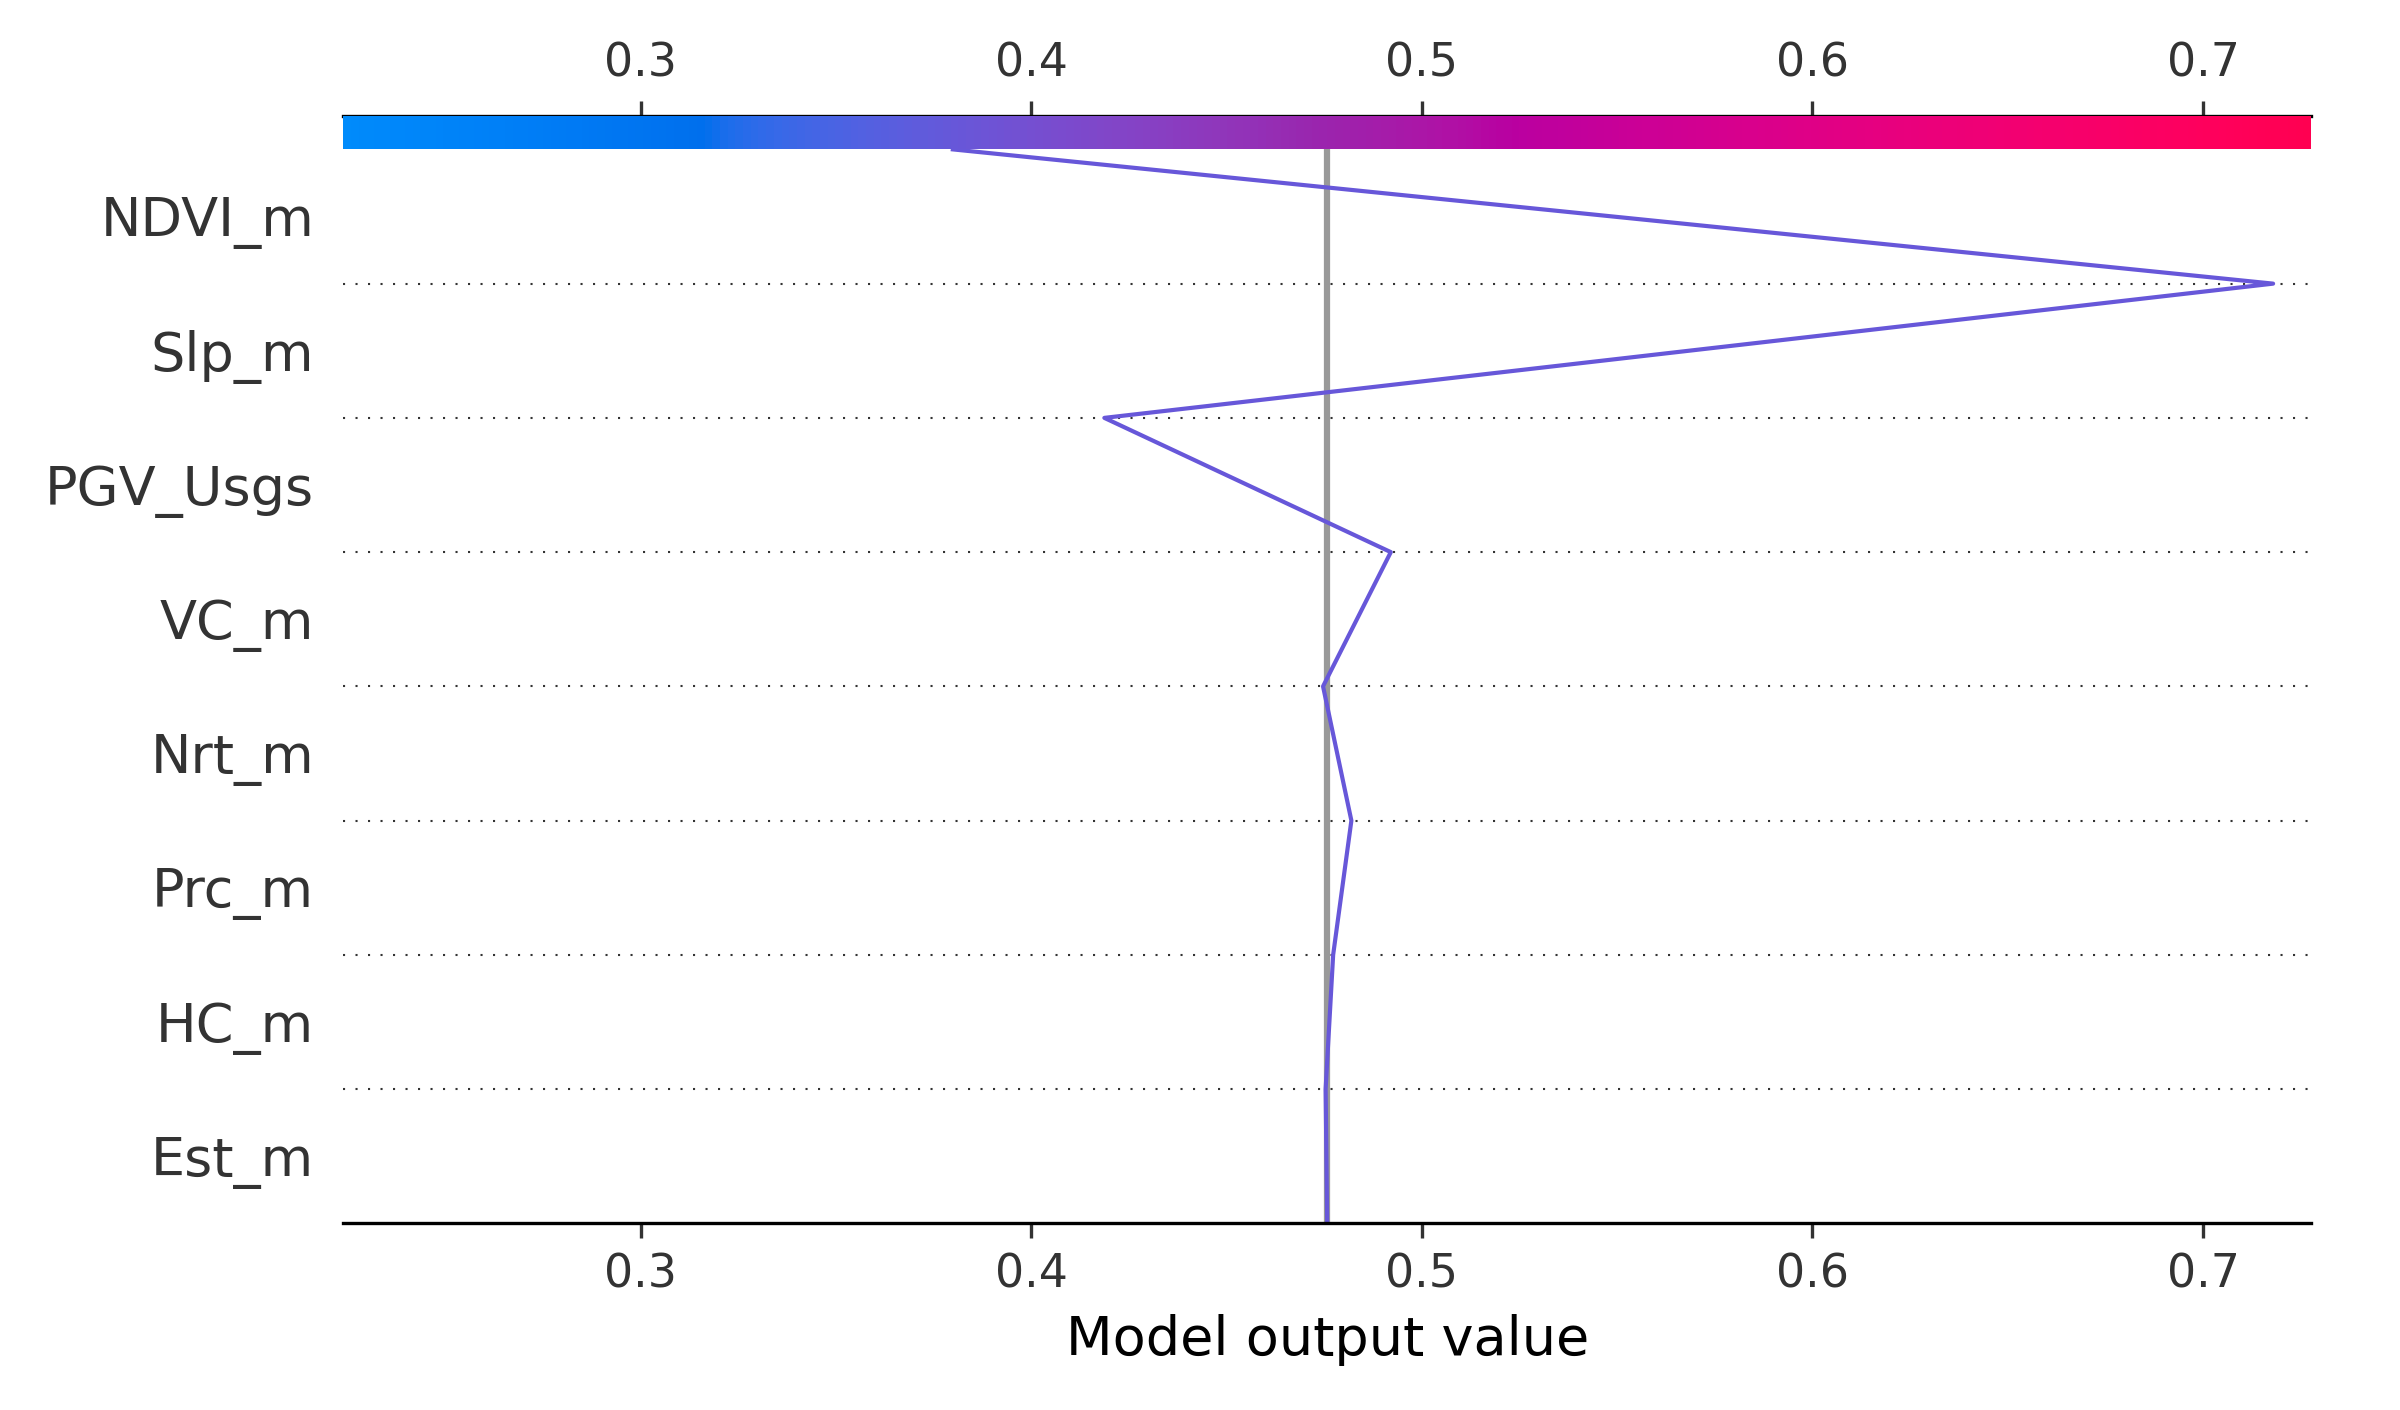 0.3 0.4 0.5 0.6 0.7
NDVI_m
Slp_m
PGV_Usgs
VC_m
Nrt_m
Prc_m
HC_m
Est_m
0.3 0.4 0.5 0.6 0.7
Model output value